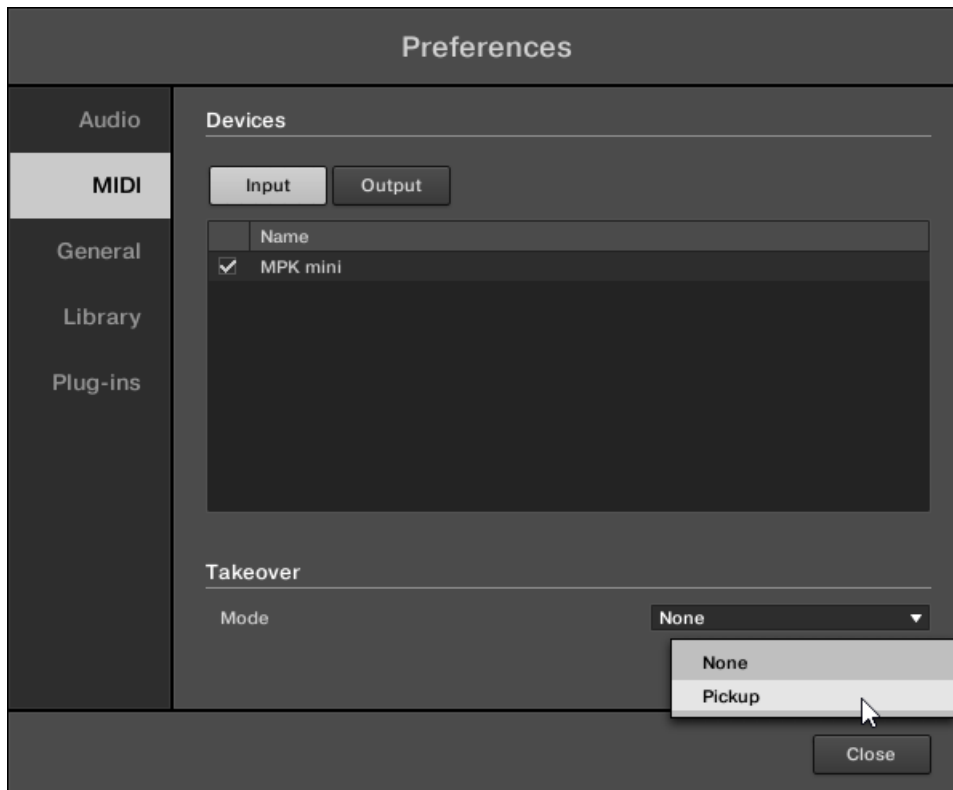 Preferences
Audio
MIDI
General
Library
Plug-ins
Devices
Input Output
Name
MPK mini
Takeover
Mode None
None
Pickup
Close